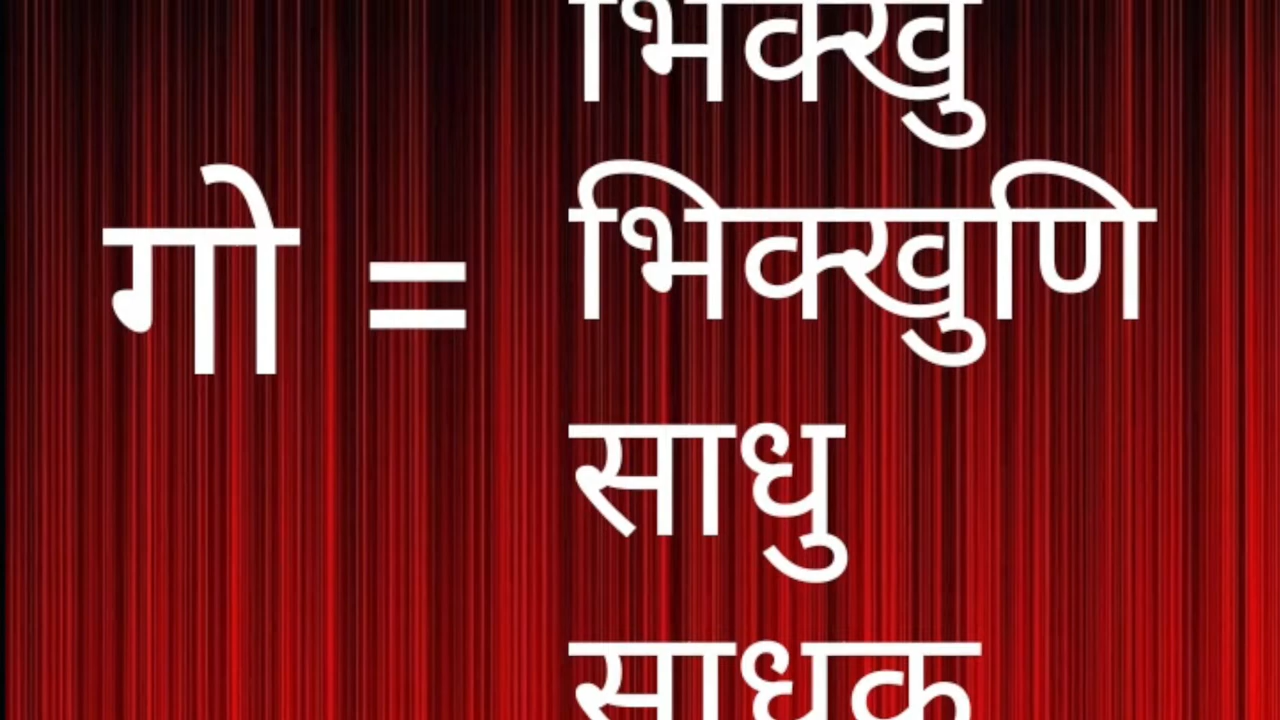 भिक्खु
गो =
भिक्खुणि
साधु
साधक